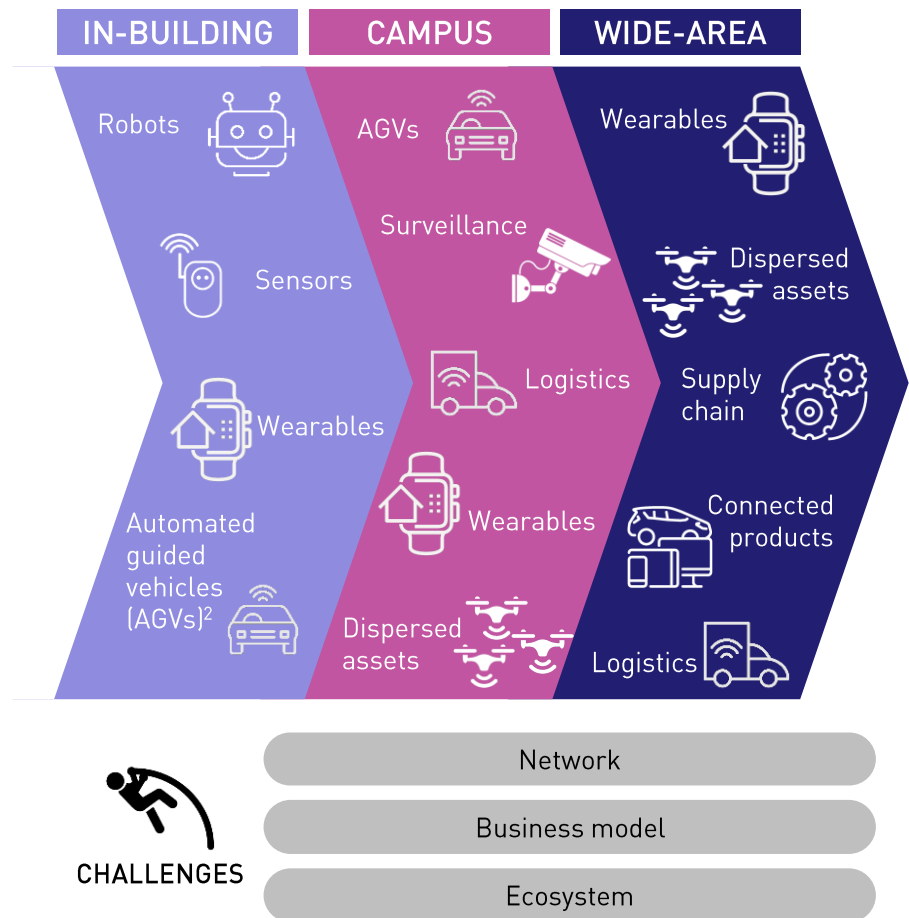 IN-BUILDING
CAMPUS
WIDE-AREA
Robots
Sensors
Wearables
Automated
guided
vehicles
(AGVs)²
AGVs
Surveillance
Logistics
Wearables
Dispersed
assets
Wearables
Dispersed
assets
Supply
chain
Connected
products
Logistics
CHALLENGES
Network
Business model
Ecosystem